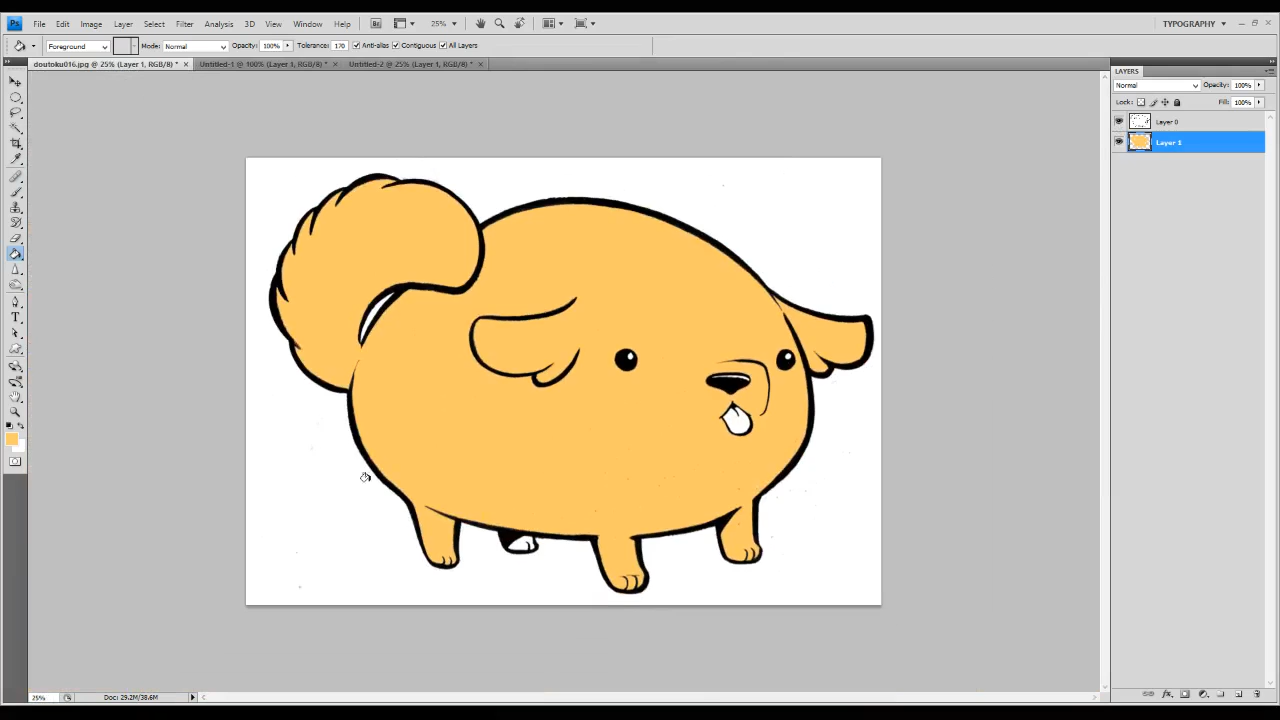 Ps File Edit Image Layer Select Filter Analysis 3D View Window Help Br 25% TYPOGRAPHY
Foreground Mode: Normal Opacity: 100% Tolerance: 170 Anti-alias Contiguous All Layers
doutoku016.jpg @ 25% (Layer 1, RGB/8) * × Untitled-1 @ 100% (Layer 1, RGB/8) * × Untitled-2 @ 25% (Layer 1, RGB/8) * ×
LAYERS
Normal Opacity: 100%
Lock: Fill: 100%
Layer 0
Layer 1
T
25% Doc: 29.2M/38.6M
fx